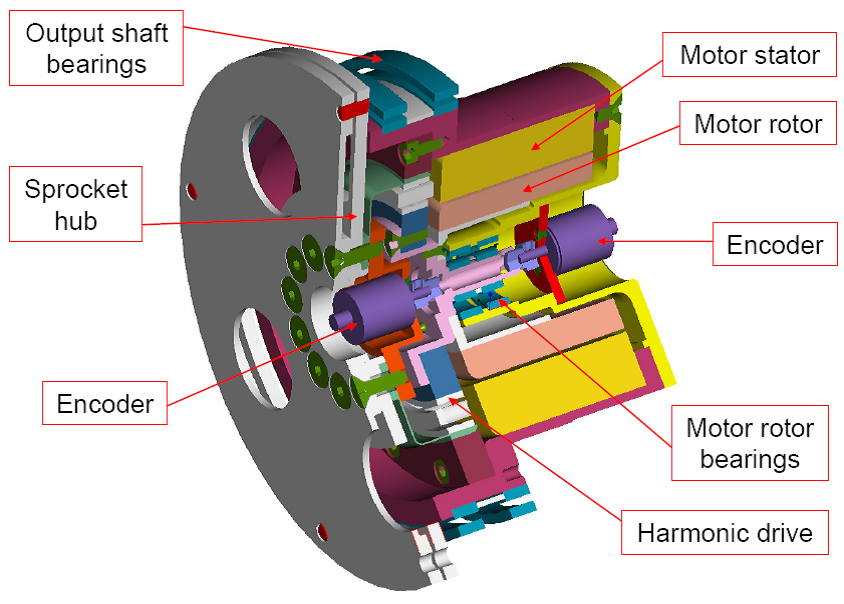 Output shaft
bearings
Motor stator
Motor rotor
Sprocket
hub
Encoder
Encoder
Motor rotor
bearings
Harmonic drive